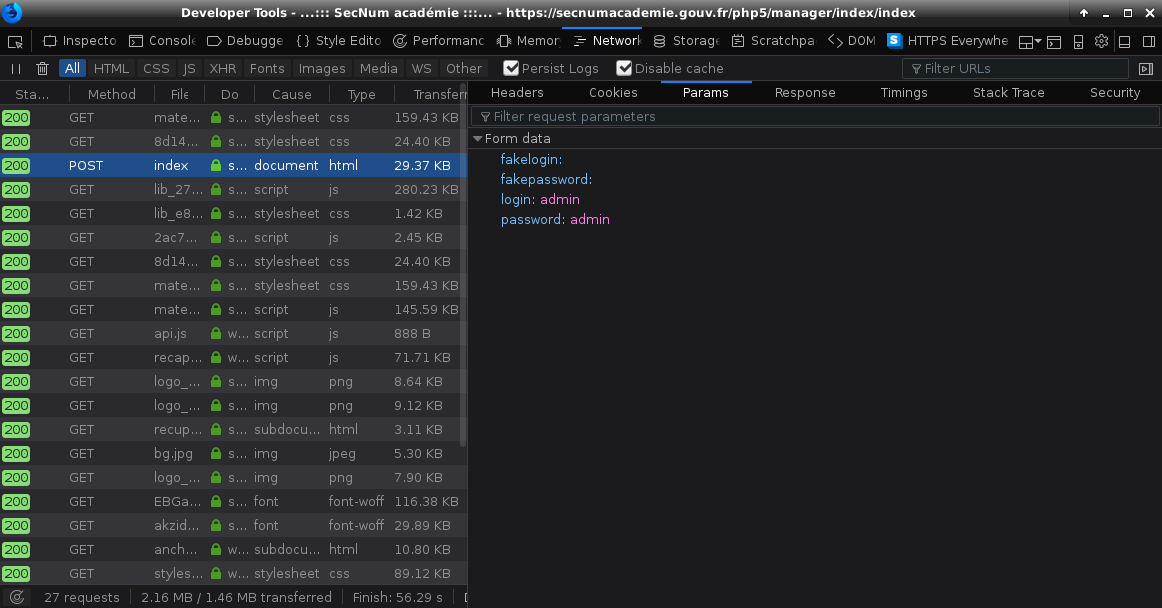 Developer Tools - ...::: SecNum académie :::... - https://secnumacademie.gouv.fr/php5/manager/index/index
Inspecto Console Debugge {} Style Edito Performanc Memor Network Storag Scratchpa DOM HTTPS Everywhe
All HTML CSS JS XHR Fonts Images Media WS Other Persist Logs Disable cache Filter URLs
Sta... Method File Do Cause Type Transferr
200 GET mate... s... stylesheet css 159.43 KB
200 GET 8d14... s... stylesheet css 24.40 KB
200 POST index s... document html 29.37 KB
200 GET lib_27... s... script js 280.23 KB
200 GET lib_e8... s... stylesheet css 1.42 KB
200 GET 2ac7... s... script js 2.45 KB
200 GET 8d14... s... stylesheet css 24.40 KB
200 GET mate... s... stylesheet css 159.43 KB
200 GET mate... s... script js 145.59 KB
200 GET api.js w... script js 888 B
200 GET recap... w... script js 71.71 KB
200 GET logo_... s... img png 8.64 KB
200 GET logo_... s... img png 9.12 KB
200 GET recup... s... subdocu... html 3.11 KB
200 GET bg.jpg s... img jpeg 5.30 KB
200 GET logo_... s... img png 7.90 KB
200 GET EBGa... s... font font-woff 116.38 KB
200 GET akzid... s... font font-woff 29.89 KB
200 GET anch... w... subdocu... html 10.80 KB
200 GET styles... w... stylesheet css 89.12 KB
27 requests 2.16 MB / 1.46 MB transferred Finish: 56.29 s
Headers Cookies Params Response Timings Stack Trace Security
Filter request parameters
Form data
fakelogin:
fakepassword:
login: admin
password: admin